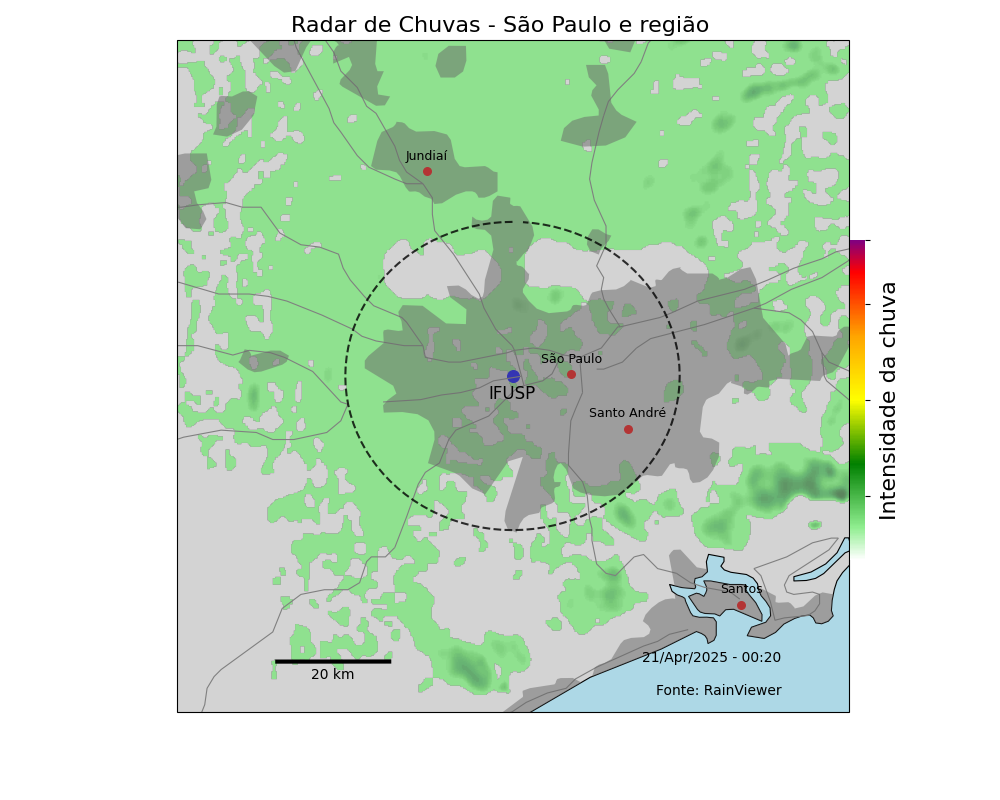 Radar de Chuvas - São Paulo e região
Jundiaí
São Paulo
IFUSP
Santo André
Intensidade da chuva
Santos
21/Apr/2025 - 00:20
20 km
Fonte: RainViewer